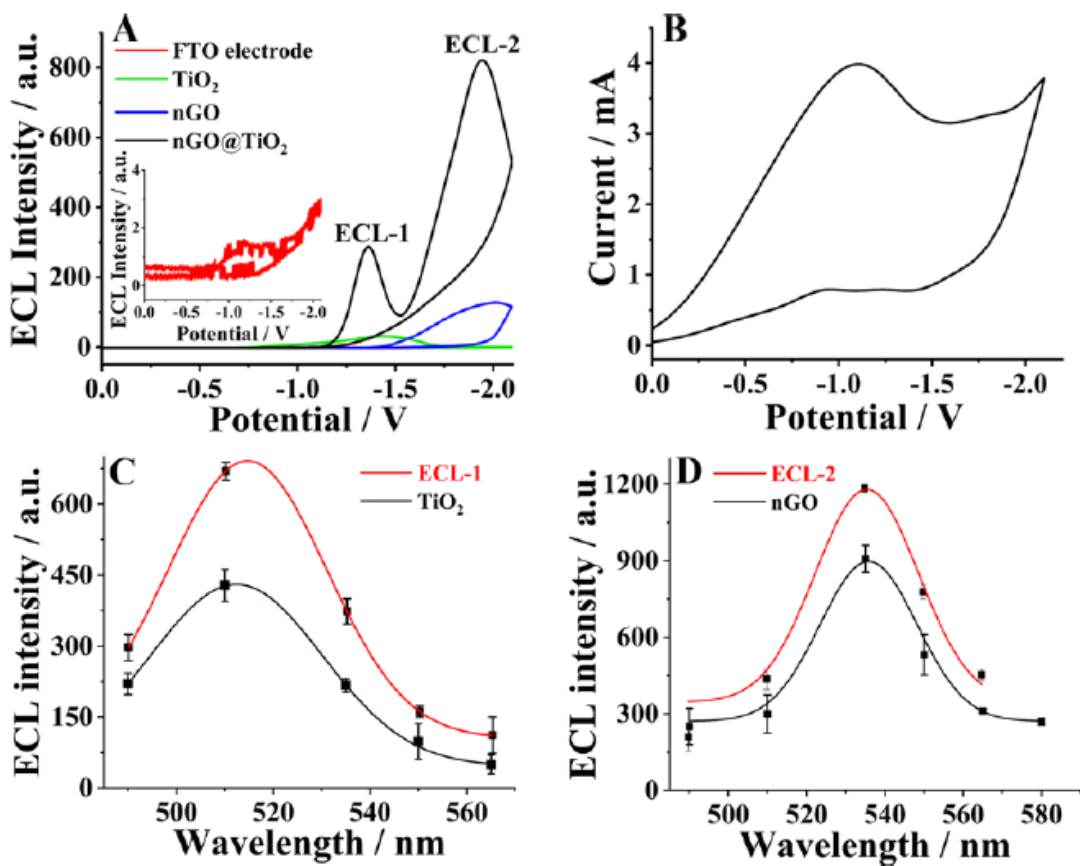 A
ECL Intensity / a.u.
800
600
400
200
0
FTO electrode
TiO₂
nGO
nGO@TiO₂
ECL-2
ECL-1
ECL Intensity / a.u.
4
2
0
0.0 -0.5 -1.0 -1.5 -2.0
Potential / V
0.0 -0.5 -1.0 -1.5 -2.0
Potential / V
B
Current / mA
4
3
2
1
0
0.0 -0.5 -1.0 -1.5 -2.0
Potential / V
C
ECL intensity / a.u.
600
450
300
150
0
ECL-1
TiO₂
500 520 540 560
Wavelength / nm
D
ECL intensity / a.u.
1200
900
600
300
0
ECL-2
nGO
500 520 540 560 580
Wavelength / nm